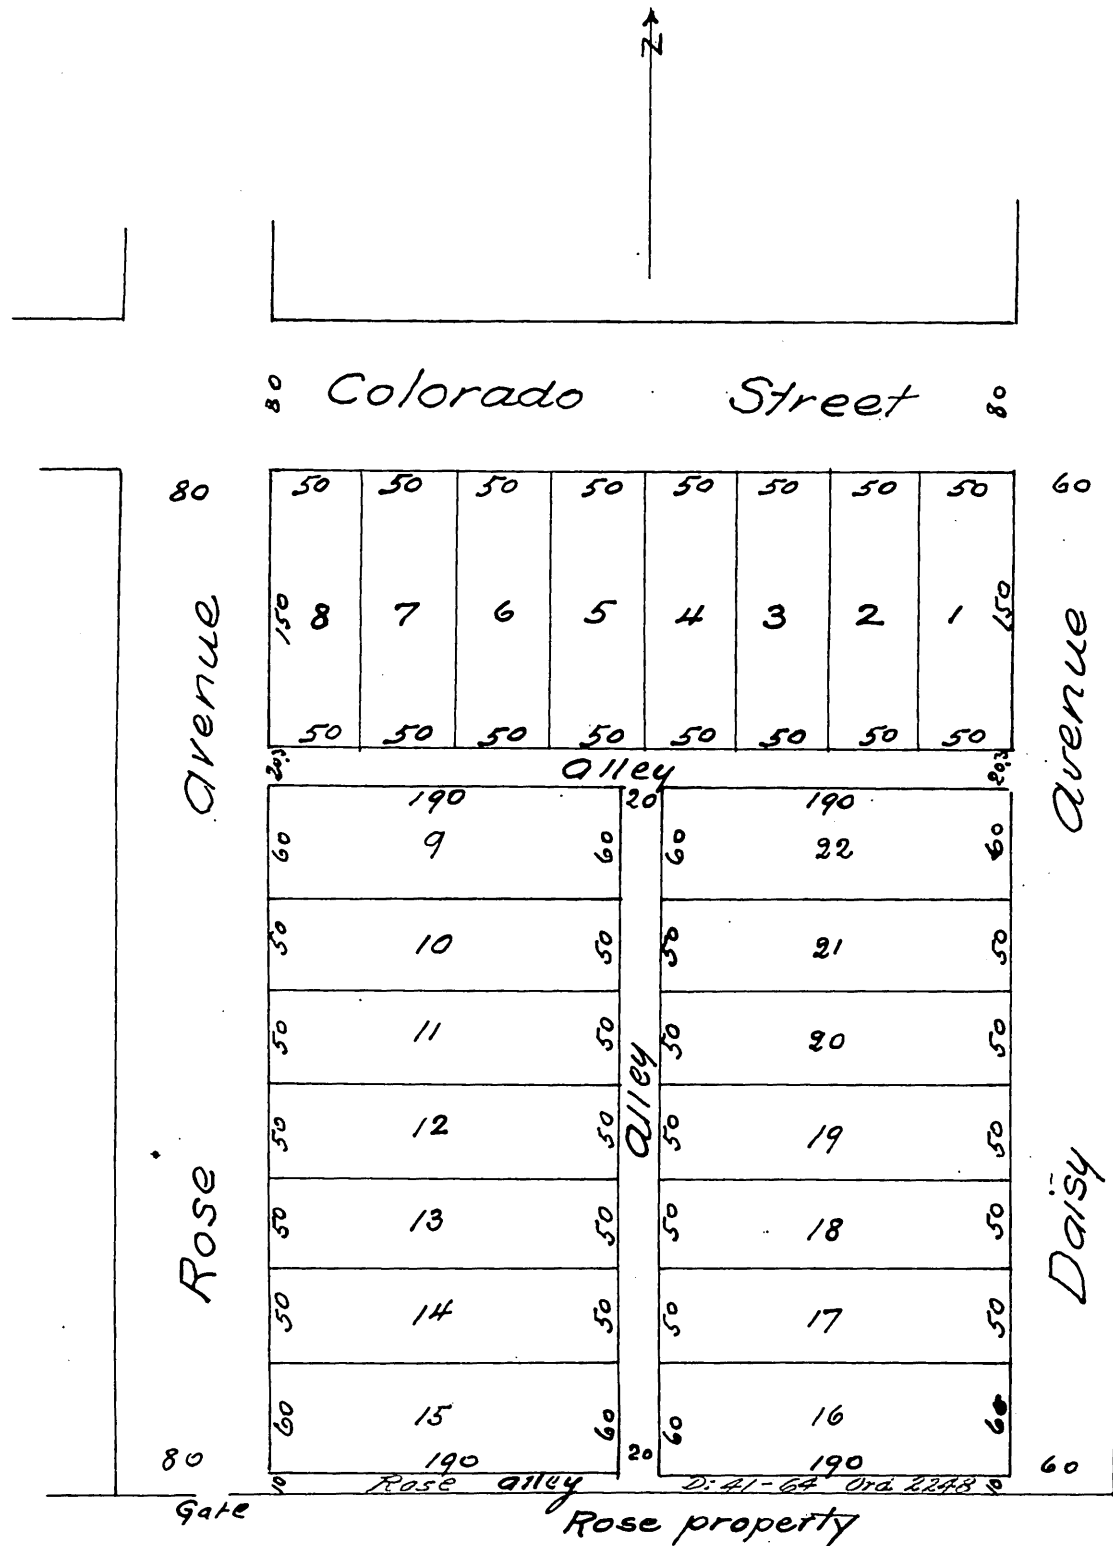 N
80 Colorado Street 80
80 50 50 50 50 50 50 50 50 60
150 8 7 6 5 4 3 2 1 150
50 50 50 50 50 50 50 50
Rose Avenue
Daisy Avenue
20.3 alley 20.3
190 20 190
60 9 60 60 22 60
50 10 50 50 21 50
50 11 50 50 20 50
alley
50 12 50 50 19 50
50 13 50 50 18 50
50 14 50 50 17 50
60 15 60 60 16 60
80 190 20 190 60
10 Rose alley D: 41-64 Ord. 2248 10
Gate
Rose property